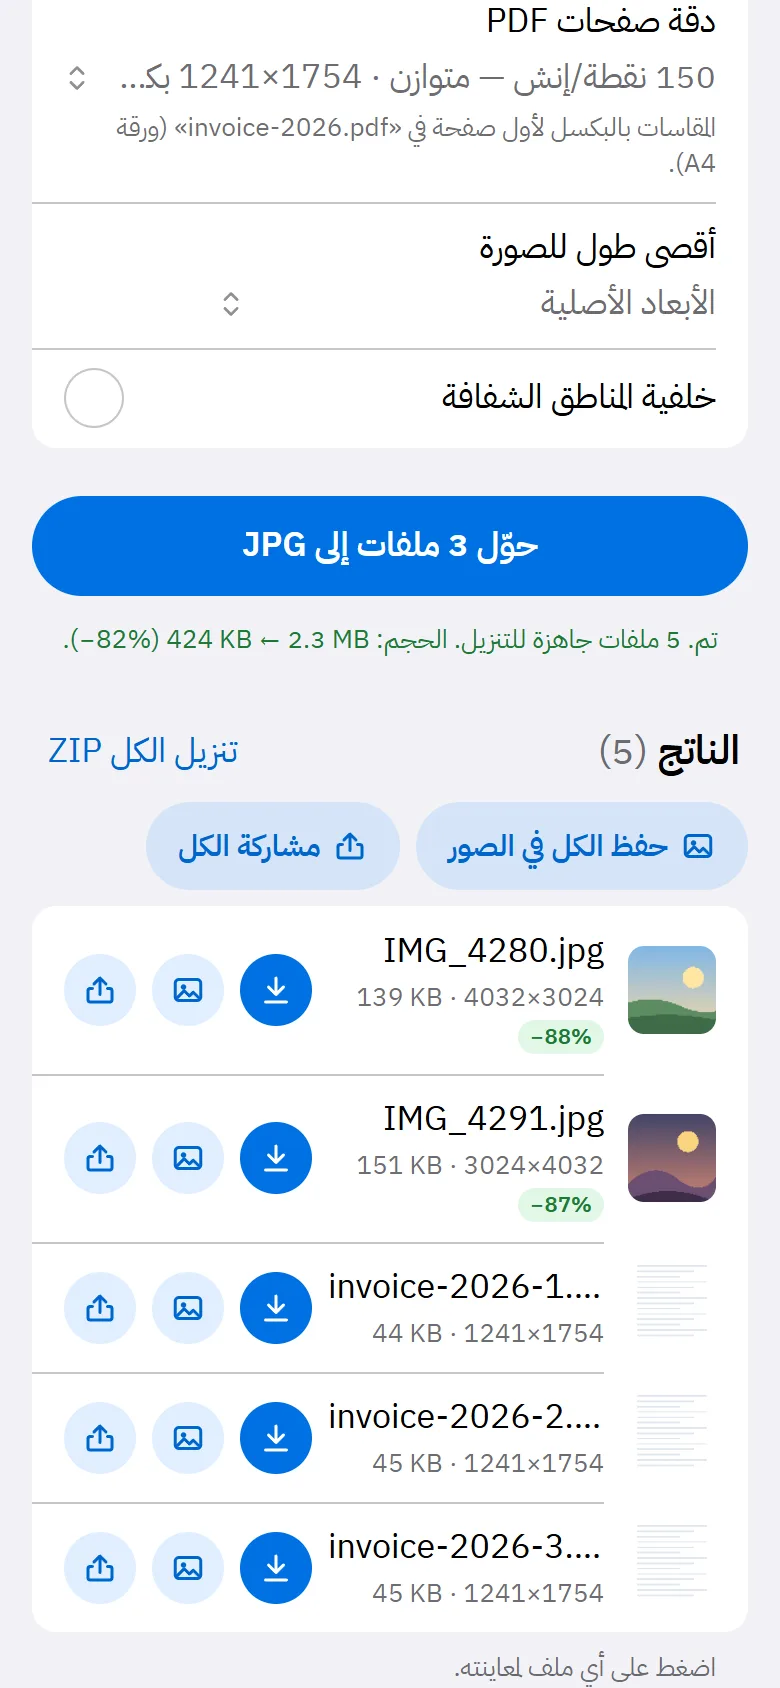 دقة صفحات PDF
150 نقطة/إنش — متوازن · 1754×1241 بك...
المقاسات بالبكسل لأول صفحة في «invoice-2026.pdf» (ورقة
A4).
أقصى طول للصورة
الأبعاد الأصلية
خلفية المناطق الشفافة
حوّل 3 ملفات إلى JPG
تم. 5 ملفات جاهزة للتنزيل. الحجم: 2.3 MB ← 424 KB (−82%).
الناتج (5)
تنزيل الكل ZIP
حفظ الكل في الصور
مشاركة الكل
IMG_4280.jpg
139 KB · 4032×3024
−88%
IMG_4291.jpg
151 KB · 3024×4032
−87%
invoice-2026-1....
44 KB · 1241×1754
invoice-2026-2....
45 KB · 1241×1754
invoice-2026-3....
45 KB · 1241×1754
اضغط على أي ملف لمعاينته.